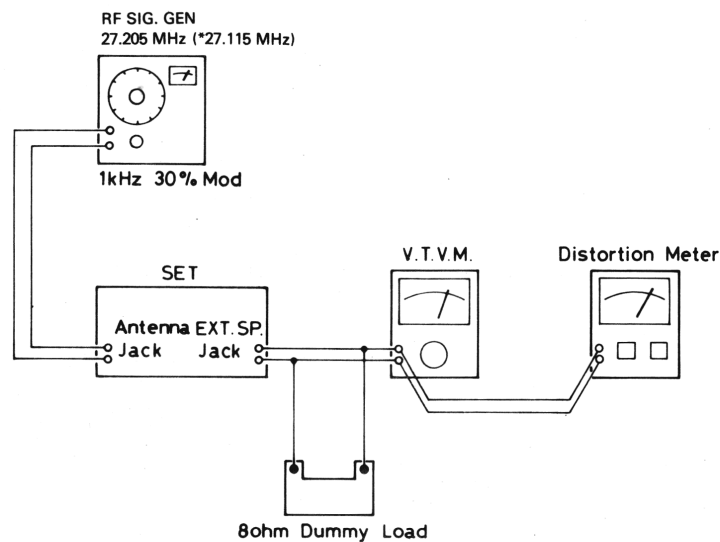 RF SIG. GEN
27.205 MHz (*27.115 MHz)
1kHz 30% Mod
SET
Antenna EXT. SP.
Jack Jack
V.T.V.M.
Distortion Meter
8ohm Dummy Load